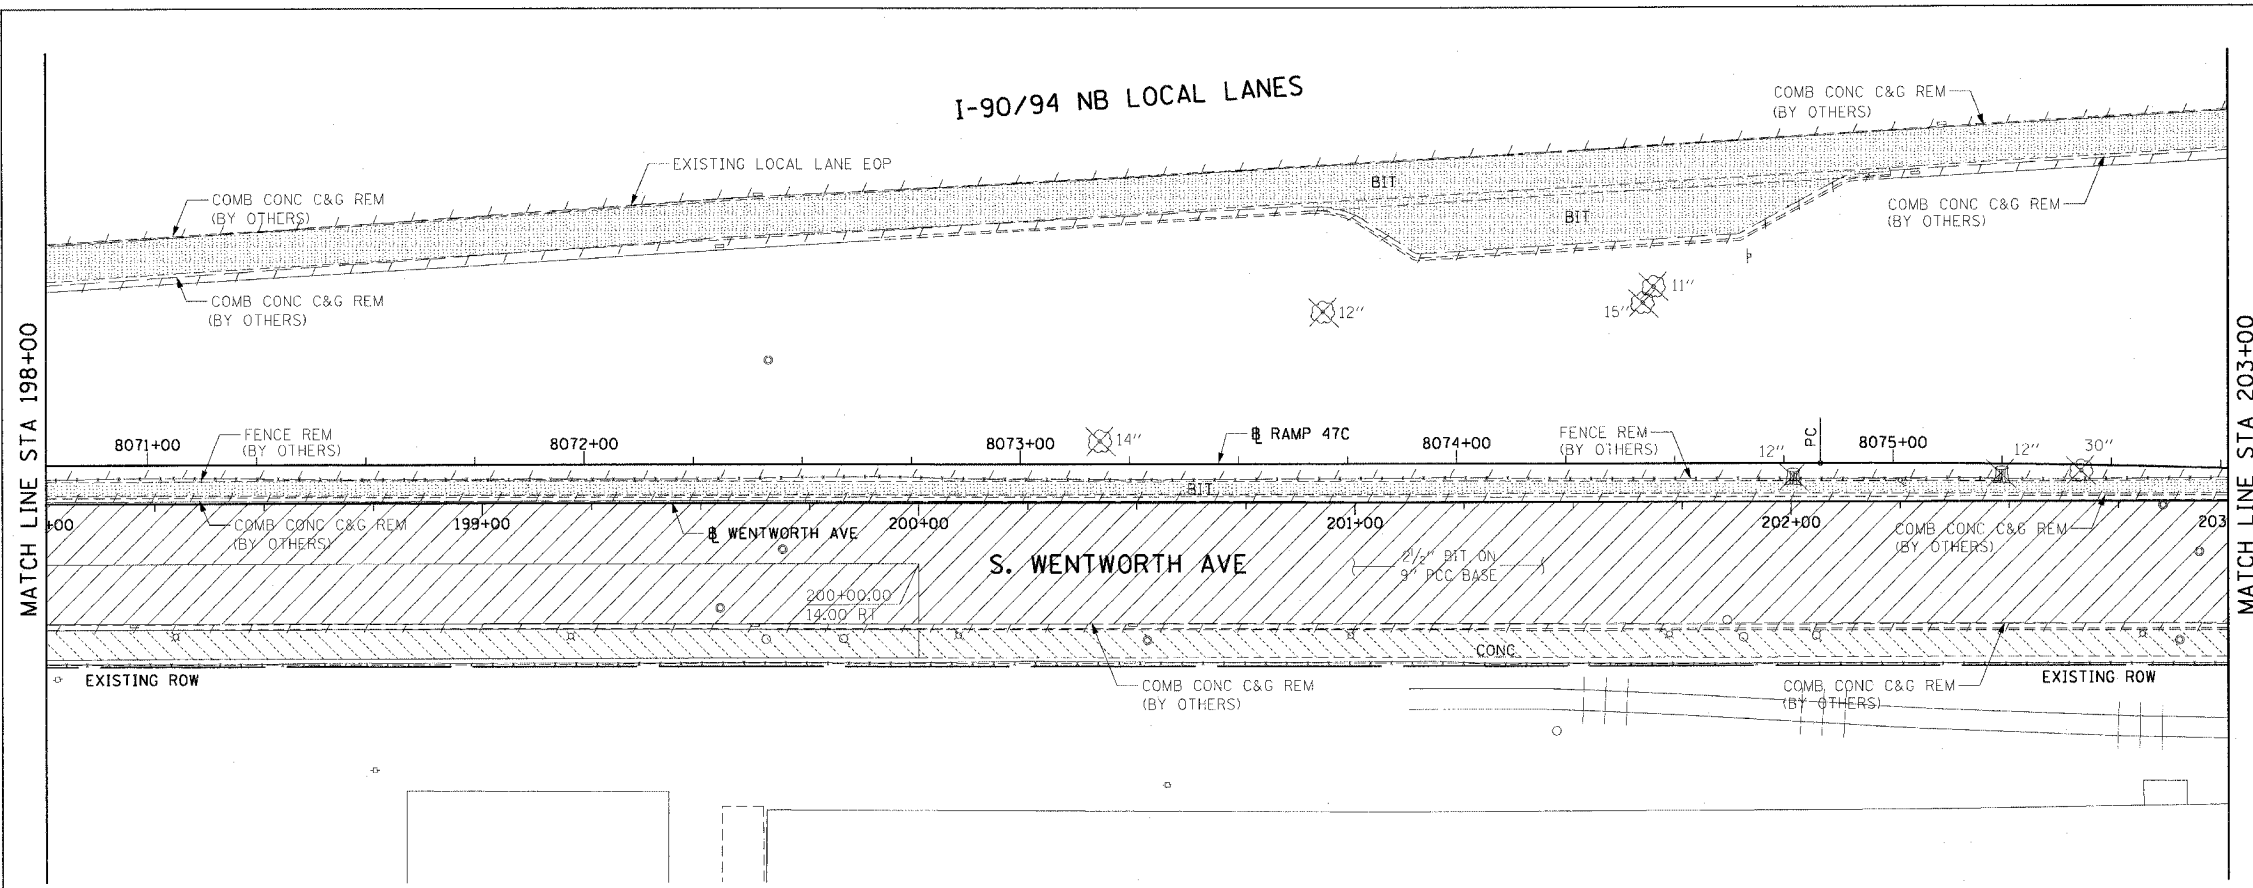 I-90/94 NB LOCAL LANES
COMB CONC C&G REM
(BY OTHERS)
EXISTING LOCAL LANE EOP
COMB CONC C&G REM
(BY OTHERS)
BIT
BIT
COMB CONC C&G REM
(BY OTHERS)
COMB CONC C&G REM
(BY OTHERS)
12"
15"
11"
MATCH LINE STA 198+00
MATCH LINE STA 203+00
8071+00
FENCE REM
(BY OTHERS)
8072+00
8073+00
14"
℄ RAMP 47C
8074+00
FENCE REM
(BY OTHERS)
12"
PC
8075+00
12"
30"
BIT
+00
COMB CONC C&G REM
(BY OTHERS)
199+00
℄ WENTWORTH AVE
200+00
201+00
202+00
COMB CONC C&G REM
(BY OTHERS)
203
S. WENTWORTH AVE
2½" BIT ON
9" PCC BASE
200+00.00
14.00 RT
CONC
EXISTING ROW
COMB CONC C&G REM
(BY OTHERS)
COMB CONC C&G REM
(BY OTHERS)
EXISTING ROW